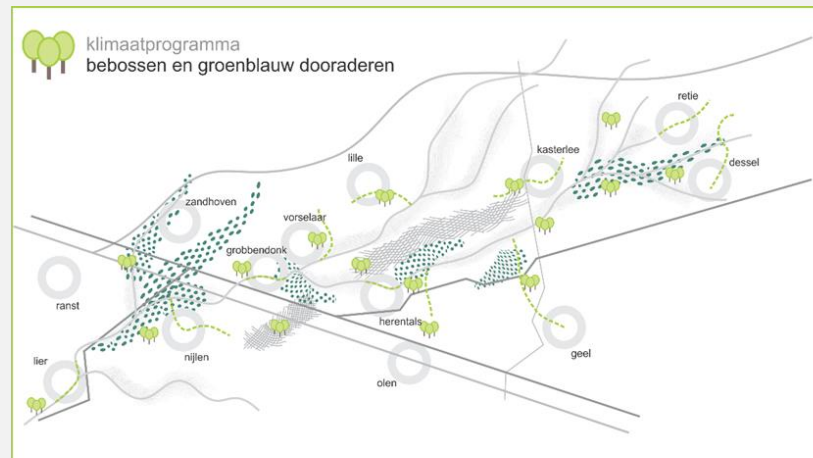 klimaatprogramma
bebossen en groenblauw dooraderen
retie
kasterlee
lille
dessel
zandhoven
vorselaar
grobbendonk
ranst
herentals
nijlen
geel
lier
olen